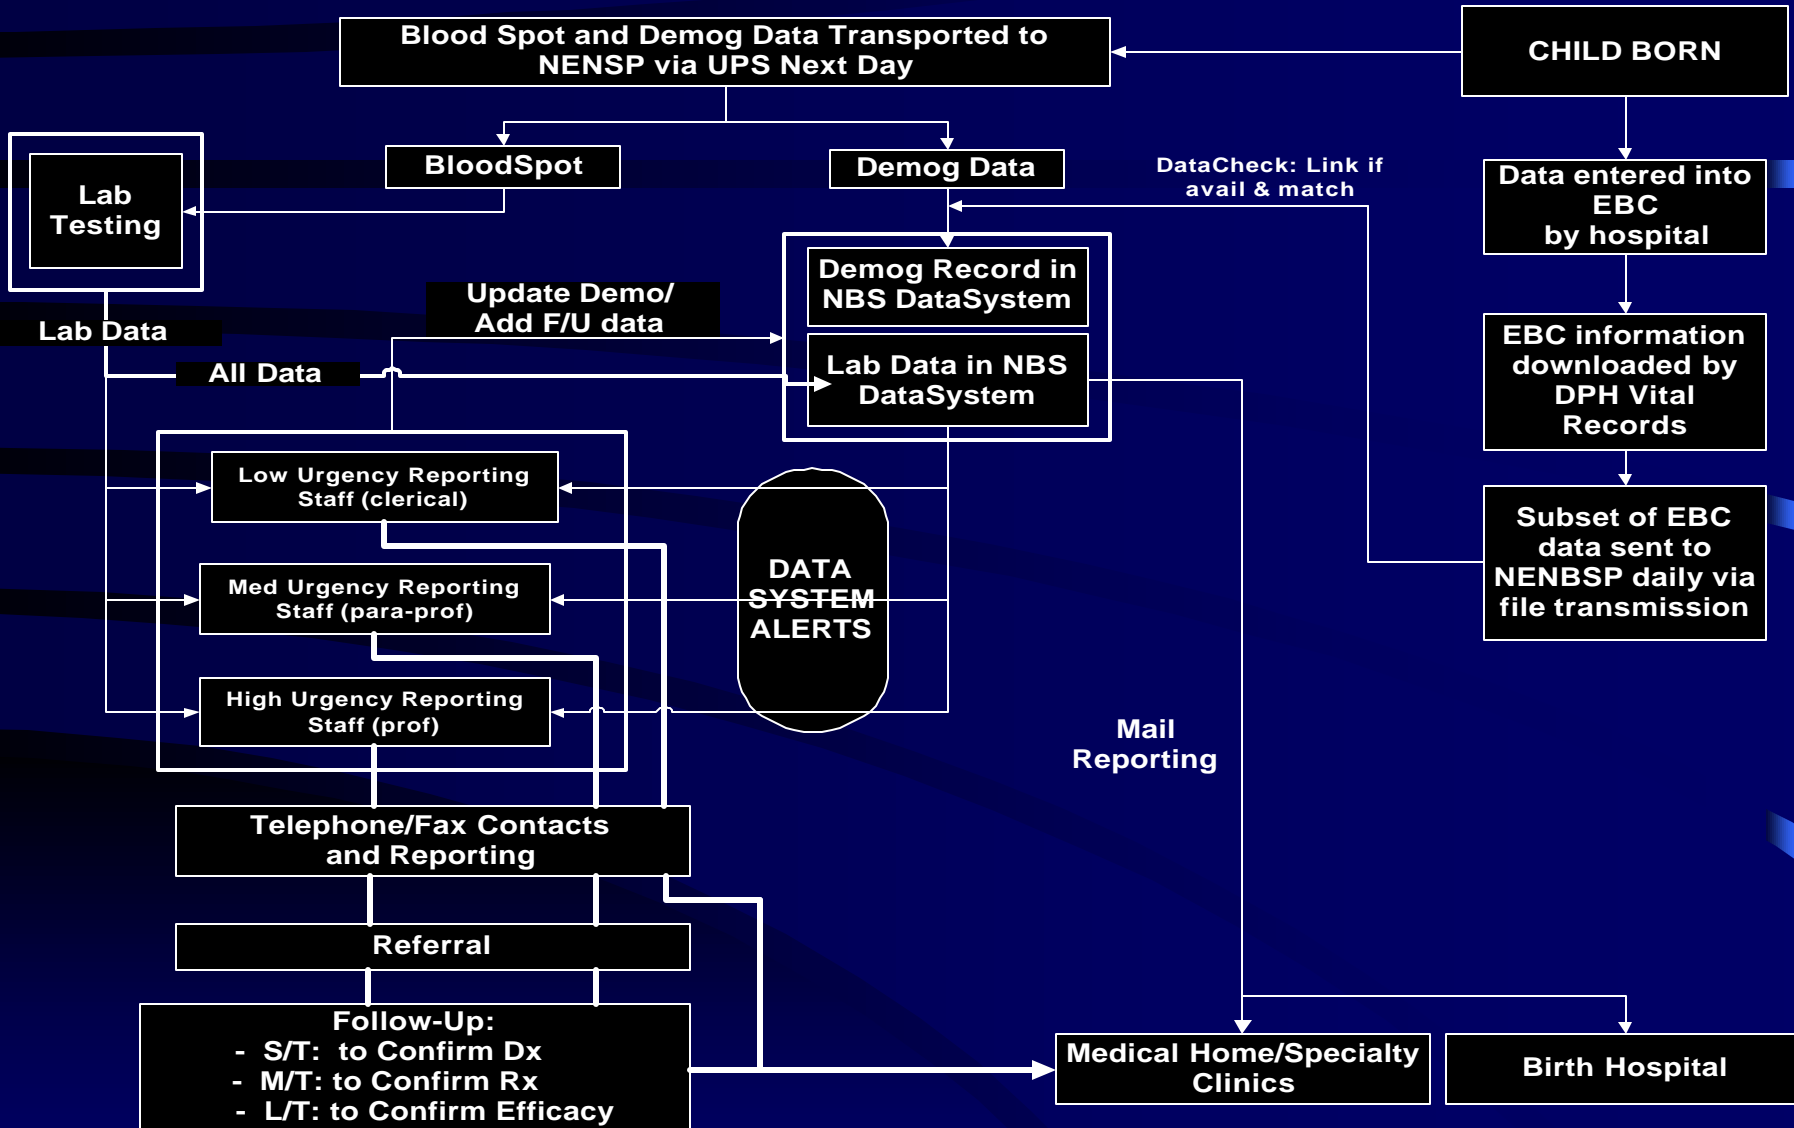 Blood Spot and Demog Data Transported to
NENSP via UPS Next Day
CHILD BORN
BloodSpot
Demog Data
DataCheck: Link if
avail & match
Data entered into
EBC
by hospital
Lab
Testing
Demog Record in
NBS DataSystem
Update Demo/
Add F/U data
Lab Data
All Data
Lab Data in NBS
DataSystem
EBC information
downloaded by
DPH Vital
Records
Low Urgency Reporting
Staff (clerical)
Med Urgency Reporting
Staff (para-prof)
High Urgency Reporting
Staff (prof)
DATA
SYSTEM
ALERTS
Subset of EBC
data sent to
NENBSP daily via
file transmission
Mail
Reporting
Telephone/Fax Contacts
and Reporting
Referral
Follow-Up:
- S/T: to Confirm Dx
- M/T: to Confirm Rx
- L/T: to Confirm Efficacy
Medical Home/Specialty
Clinics
Birth Hospital